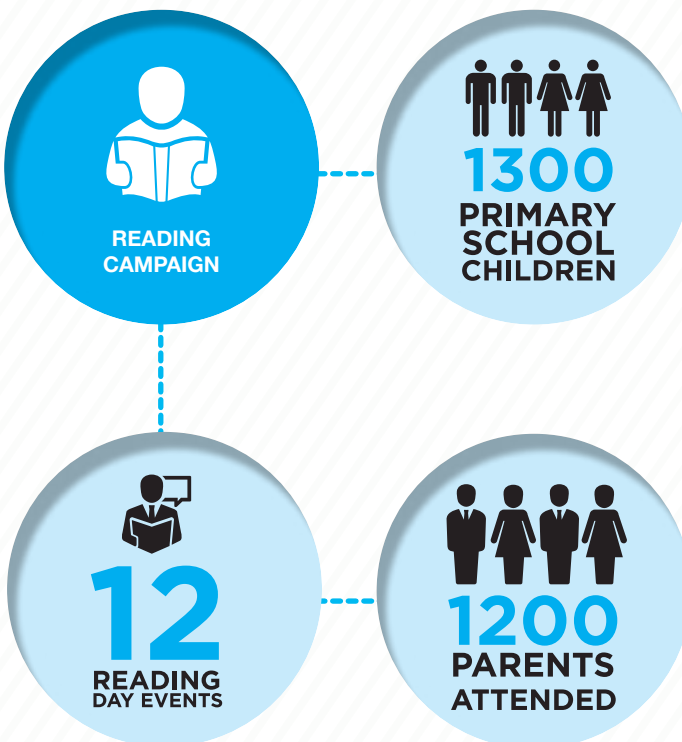 READING
CAMPAIGN
1300
PRIMARY
SCHOOL
CHILDREN
12
READING
DAY EVENTS
1200
PARENTS
ATTENDED